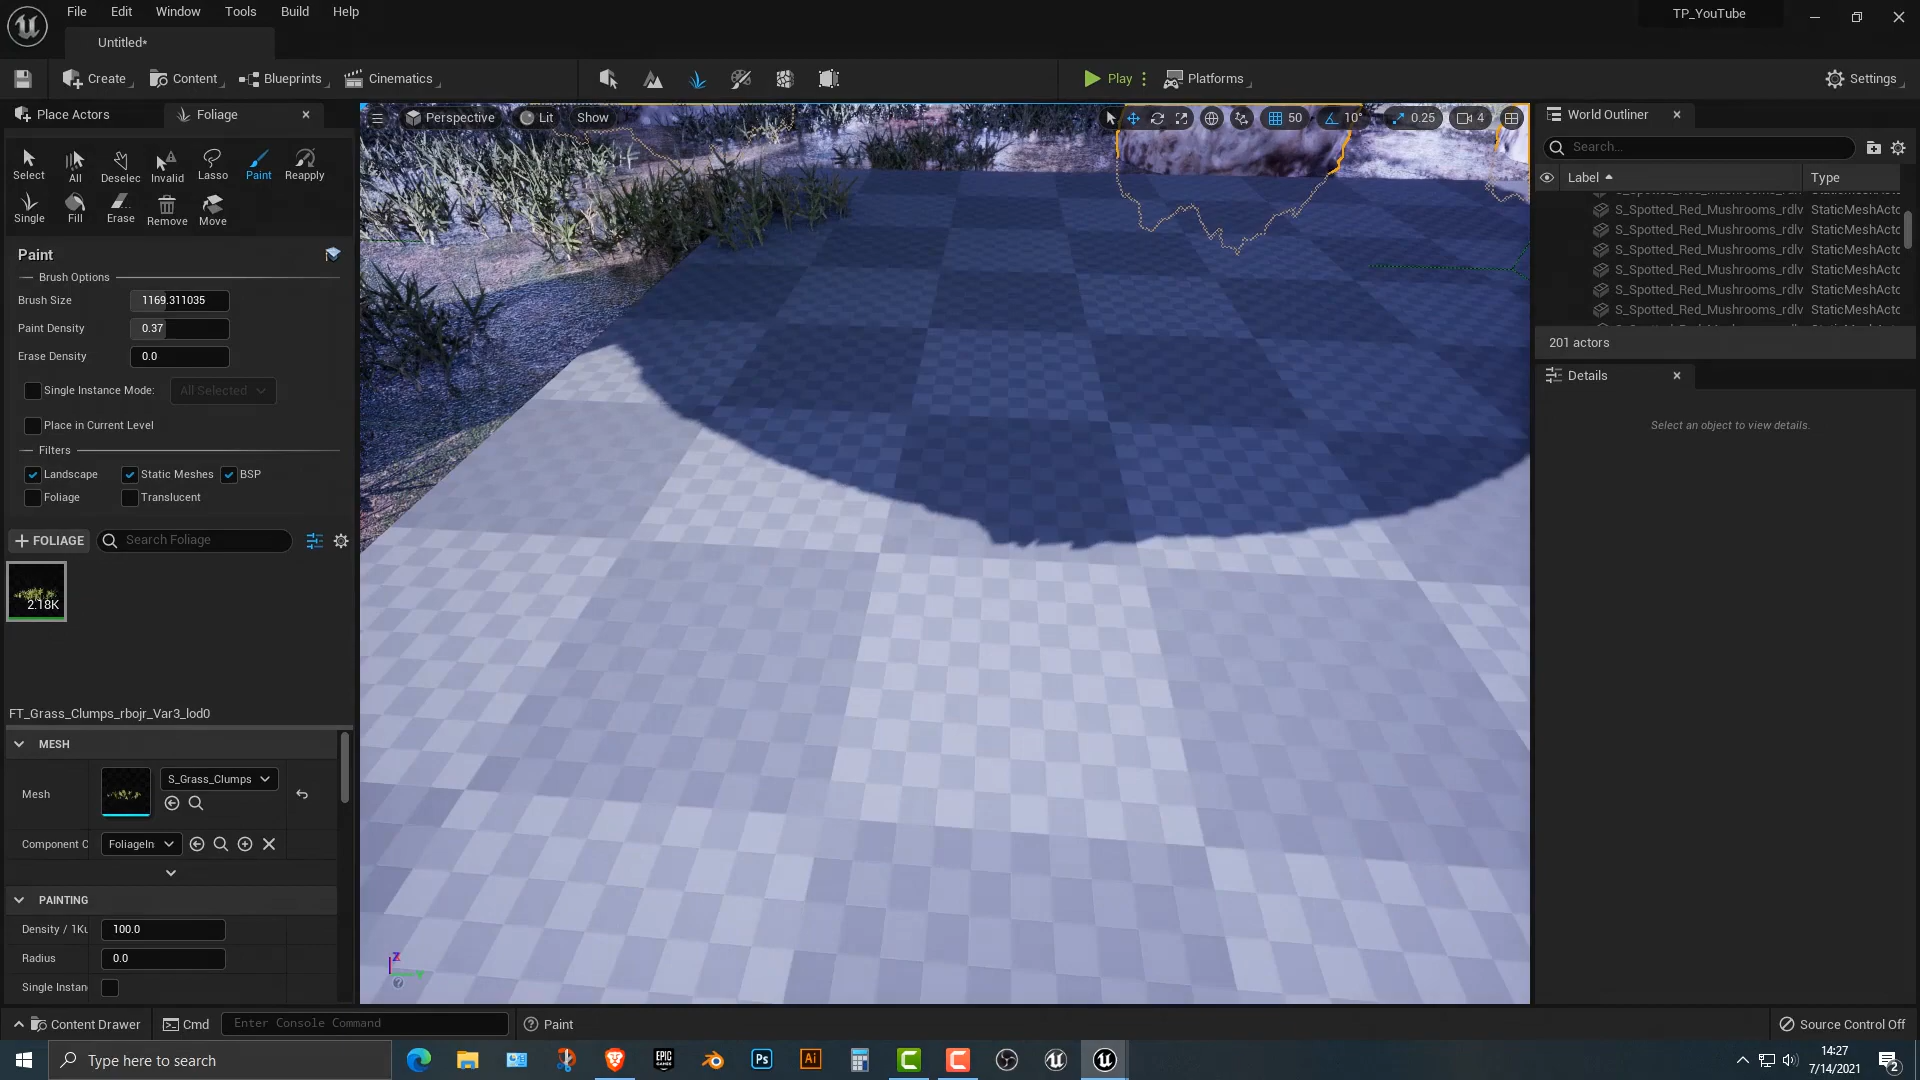 File Edit Window Tools Build Help
TP_YouTube
Untitled*
Create Content Blueprints Cinematics Play Platforms Settings
Place Actors Foliage
Perspective Lit Show 50 10° 0.25 4
World Outliner
Search...
Label Type
Select All Deselec Invalid Lasso Paint Reapply
Single Fill Erase Remove Move
S_Spotted_Red_Mushrooms_rdlv StaticMeshActc
S_Spotted_Red_Mushrooms_rdlv StaticMeshActc
S_Spotted_Red_Mushrooms_rdlv StaticMeshActc
S_Spotted_Red_Mushrooms_rdlv StaticMeshActc
S_Spotted_Red_Mushrooms_rdlv StaticMeshActc
S_Spotted_Red_Mushrooms_rdlv StaticMeshActc
201 actors
Details
Select an object to view details.
Paint
Brush Options
Brush Size 1169.311035
Paint Density 0.37
Erase Density 0.0
Single Instance Mode: All Selected
Place in Current Level
Filters
Landscape Static Meshes BSP
Foliage Translucent
FOLIAGE Search Foliage
2.18K
FT_Grass_Clumps_rbojr_Var3_lod0
MESH
Mesh S_Grass_Clumps
Component C FoliageIn
PAINTING
Density / 1Ku 100.0
Radius 0.0
Single Instan
Z
Content Drawer Cmd Enter Console Command Paint Source Control Off
Type here to search
EPIC GAMES
Ps
Ai
14:27
7/14/2021
2